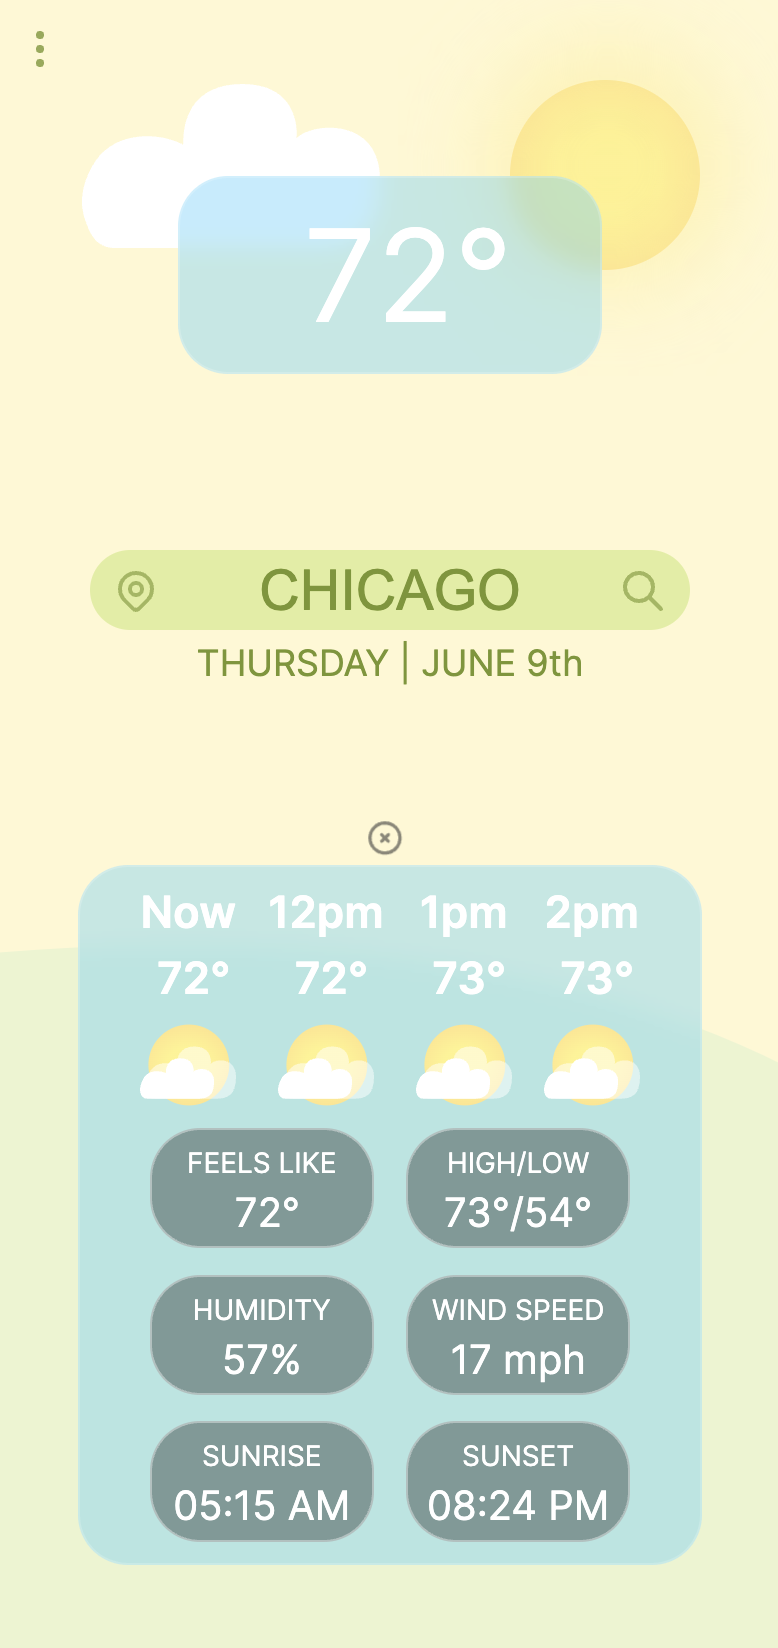 72°
CHICAGO
THURSDAY | JUNE 9th
Now 12pm 1pm 2pm
72° 72° 73° 73°
FEELS LIKE HIGH/LOW
72° 73°/54°
HUMIDITY WIND SPEED
57% 17 mph
SUNRISE SUNSET
05:15 AM 08:24 PM